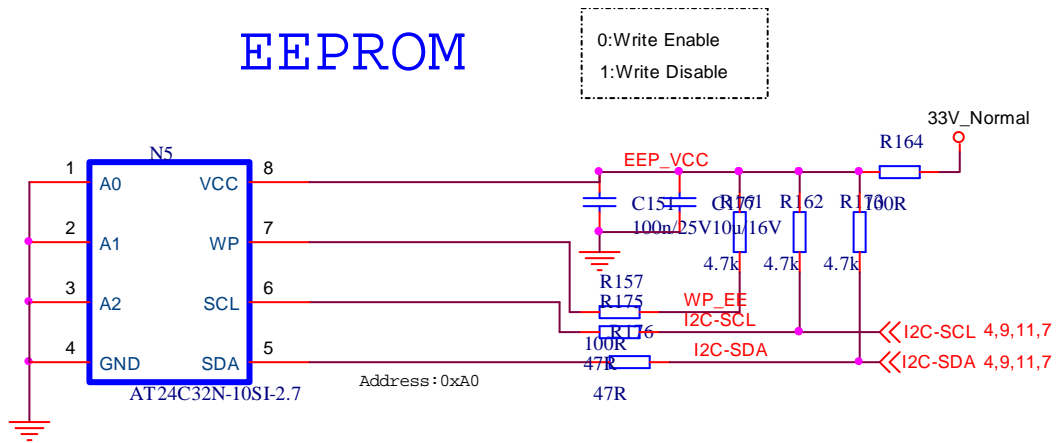 EEPROM
0:Write Enable
1:Write Disable
33V_Normal
R164
100R
N5
1
A0
VCC
8
2
A1
WP
7
3
A2
SCL
6
4
GND
SDA
5
AT24C32N-10SI-2.7
Address:0xA0
EEP_VCC
C151
100n/25V
C177
10u/16V
R161
4.7k
R162
4.7k
R173
4.7k
R157
100R
WP_EE
R175
47R
I2C-SCL
R176
47R
I2C-SDA
I2C-SCL 4,9,11,7
I2C-SDA 4,9,11,7